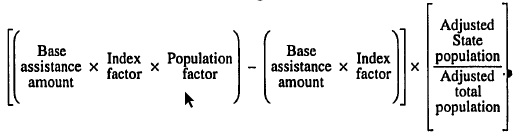 [(Base assistance amount × Index factor × Population factor) − (Base assistance amount × Index factor)] × [Adjusted State population / Adjusted total population].